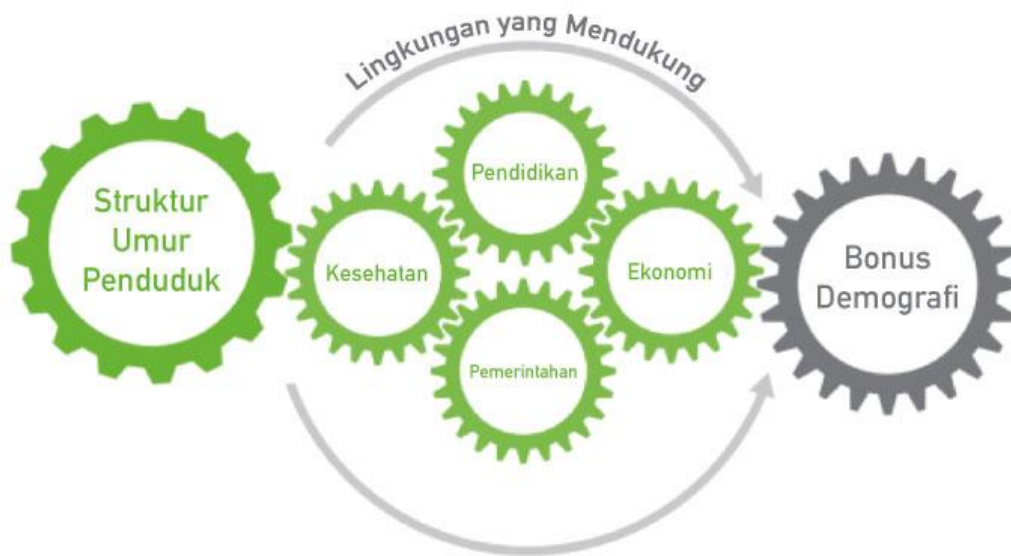 Lingkungan yang Mendukung
Struktur
Umur
Penduduk
Kesehatan
Pendidikan
Pemerintahan
Ekonomi
Bonus
Demografi